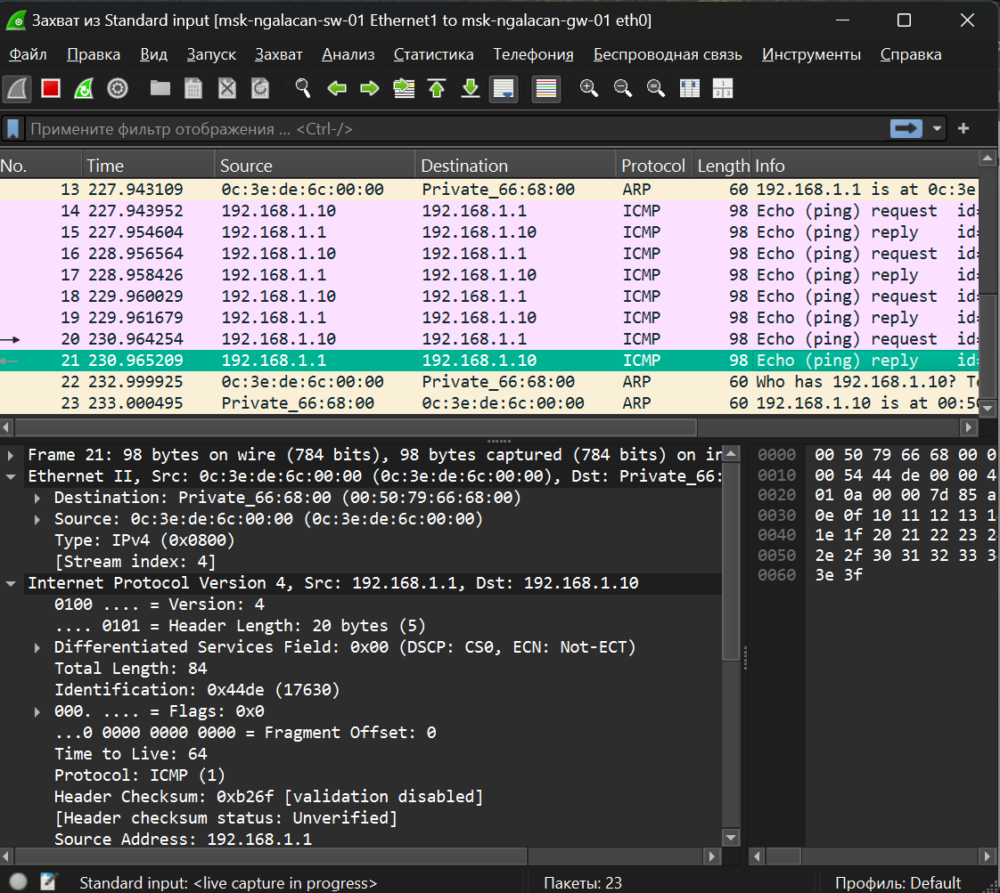 Захват из Standard input [msk-ngalacan-sw-01 Ethernet1 to msk-ngalacan-gw-01 eth0]
Файл Правка Вид Запуск Захват Анализ Статистика Телефония Беспроводная связь Инструменты Справка
Примените фильтр отображения ... <Ctrl-/>
No. Time Source Destination Protocol Length Info
13 227.943109 0c:3e:de:6c:00:00 Private_66:68:00 ARP 60 192.168.1.1 is at 0c:3e
14 227.943952 192.168.1.10 192.168.1.1 ICMP 98 Echo (ping) request id=
15 227.954604 192.168.1.1 192.168.1.10 ICMP 98 Echo (ping) reply id=
16 228.956564 192.168.1.10 192.168.1.1 ICMP 98 Echo (ping) request id=
17 228.958426 192.168.1.1 192.168.1.10 ICMP 98 Echo (ping) reply id=
18 229.960029 192.168.1.10 192.168.1.1 ICMP 98 Echo (ping) request id=
19 229.961679 192.168.1.1 192.168.1.10 ICMP 98 Echo (ping) reply id=
20 230.964254 192.168.1.10 192.168.1.1 ICMP 98 Echo (ping) request id=
21 230.965209 192.168.1.1 192.168.1.10 ICMP 98 Echo (ping) reply id=
22 232.999925 0c:3e:de:6c:00:00 Private_66:68:00 ARP 60 Who has 192.168.1.10? Te
23 233.000495 Private_66:68:00 0c:3e:de:6c:00:00 ARP 60 192.168.1.10 is at 00:50
Frame 21: 98 bytes on wire (784 bits), 98 bytes captured (784 bits) on in
Ethernet II, Src: 0c:3e:de:6c:00:00 (0c:3e:de:6c:00:00), Dst: Private_66:
Destination: Private_66:68:00 (00:50:79:66:68:00)
Source: 0c:3e:de:6c:00:00 (0c:3e:de:6c:00:00)
Type: IPv4 (0x0800)
[Stream index: 4]
Internet Protocol Version 4, Src: 192.168.1.1, Dst: 192.168.1.10
0100 .... = Version: 4
.... 0101 = Header Length: 20 bytes (5)
Differentiated Services Field: 0x00 (DSCP: CS0, ECN: Not-ECT)
Total Length: 84
Identification: 0x44de (17630)
000. .... = Flags: 0x0
...0 0000 0000 0000 = Fragment Offset: 0
Time to Live: 64
Protocol: ICMP (1)
Header Checksum: 0xb26f [validation disabled]
[Header checksum status: Unverified]
Source Address: 192.168.1.1
0000 00 50 79 66 68 00 0
0010 00 54 44 de 00 00 4
0020 01 0a 00 00 7d 85 a
0030 0e 0f 10 11 12 13 1
0040 1e 1f 20 21 22 23 2
0050 2e 2f 30 31 32 33 3
0060 3e 3f
Standard input: <live capture in progress> Пакеты: 23 Профиль: Default